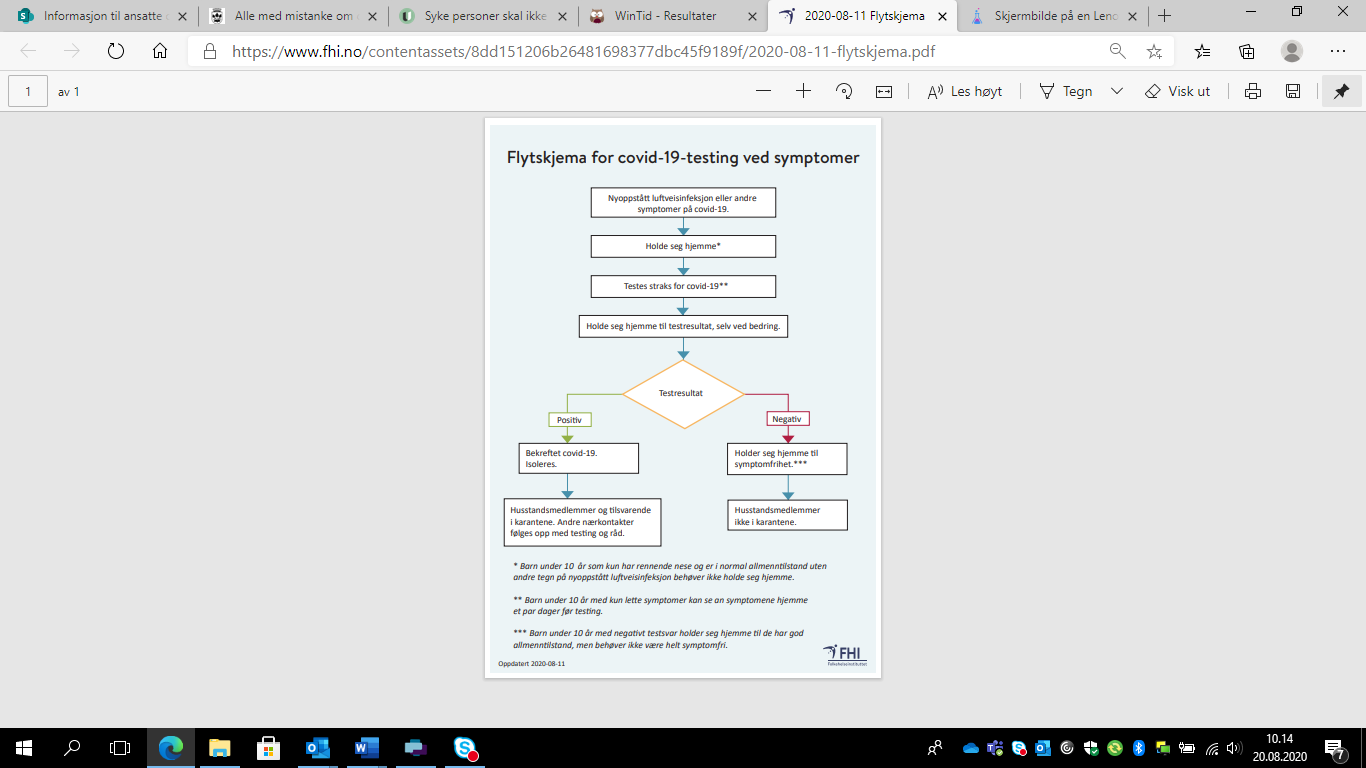 Informasjon til ansatte
Alle med mistanke om
Syke personer skal ikke
WinTid - Resultater
2020-08-11 Flytskjema
Skjermbilde på en Leno
https://www.fhi.no/contentassets/8dd151206b26481698377dbc45f9189f/2020-08-11-flytskjema.pdf
1 av 1
Les høyt
Tegn
Visk ut
Flytskjema for covid-19-testing ved symptomer
Nyoppstått luftveisinfeksjon eller andre
symptomer på covid-19.
Holde seg hjemme*
Testes straks for covid-19**
Holde seg hjemme til testresultat, selv ved bedring.
Testresultat
Positiv
Negativ
Bekreftet covid-19.
Isoleres.
Holder seg hjemme til
symptomfrihet.***
Husstandsmedlemmer og tilsvarende
i karantene. Andre nærkontakter
følges opp med testing og råd.
Husstandsmedlemmer
ikke i karantene.
* Barn under 10 år som kun har rennende nese og er i normal allmenntilstand uten
andre tegn på nyoppstått luftveisinfeksjon behøver ikke holde seg hjemme.
** Barn under 10 år med kun lette symptomer kan se an symptomene hjemme
et par dager før testing.
*** Barn under 10 år med negativt testsvar holder seg hjemme til de har god
allmenntilstand, men behøver ikke være helt symptomfri.
FHI
Folkehelseinstituttet
Oppdatert 2020-08-11
10.14
20.08.2020
7